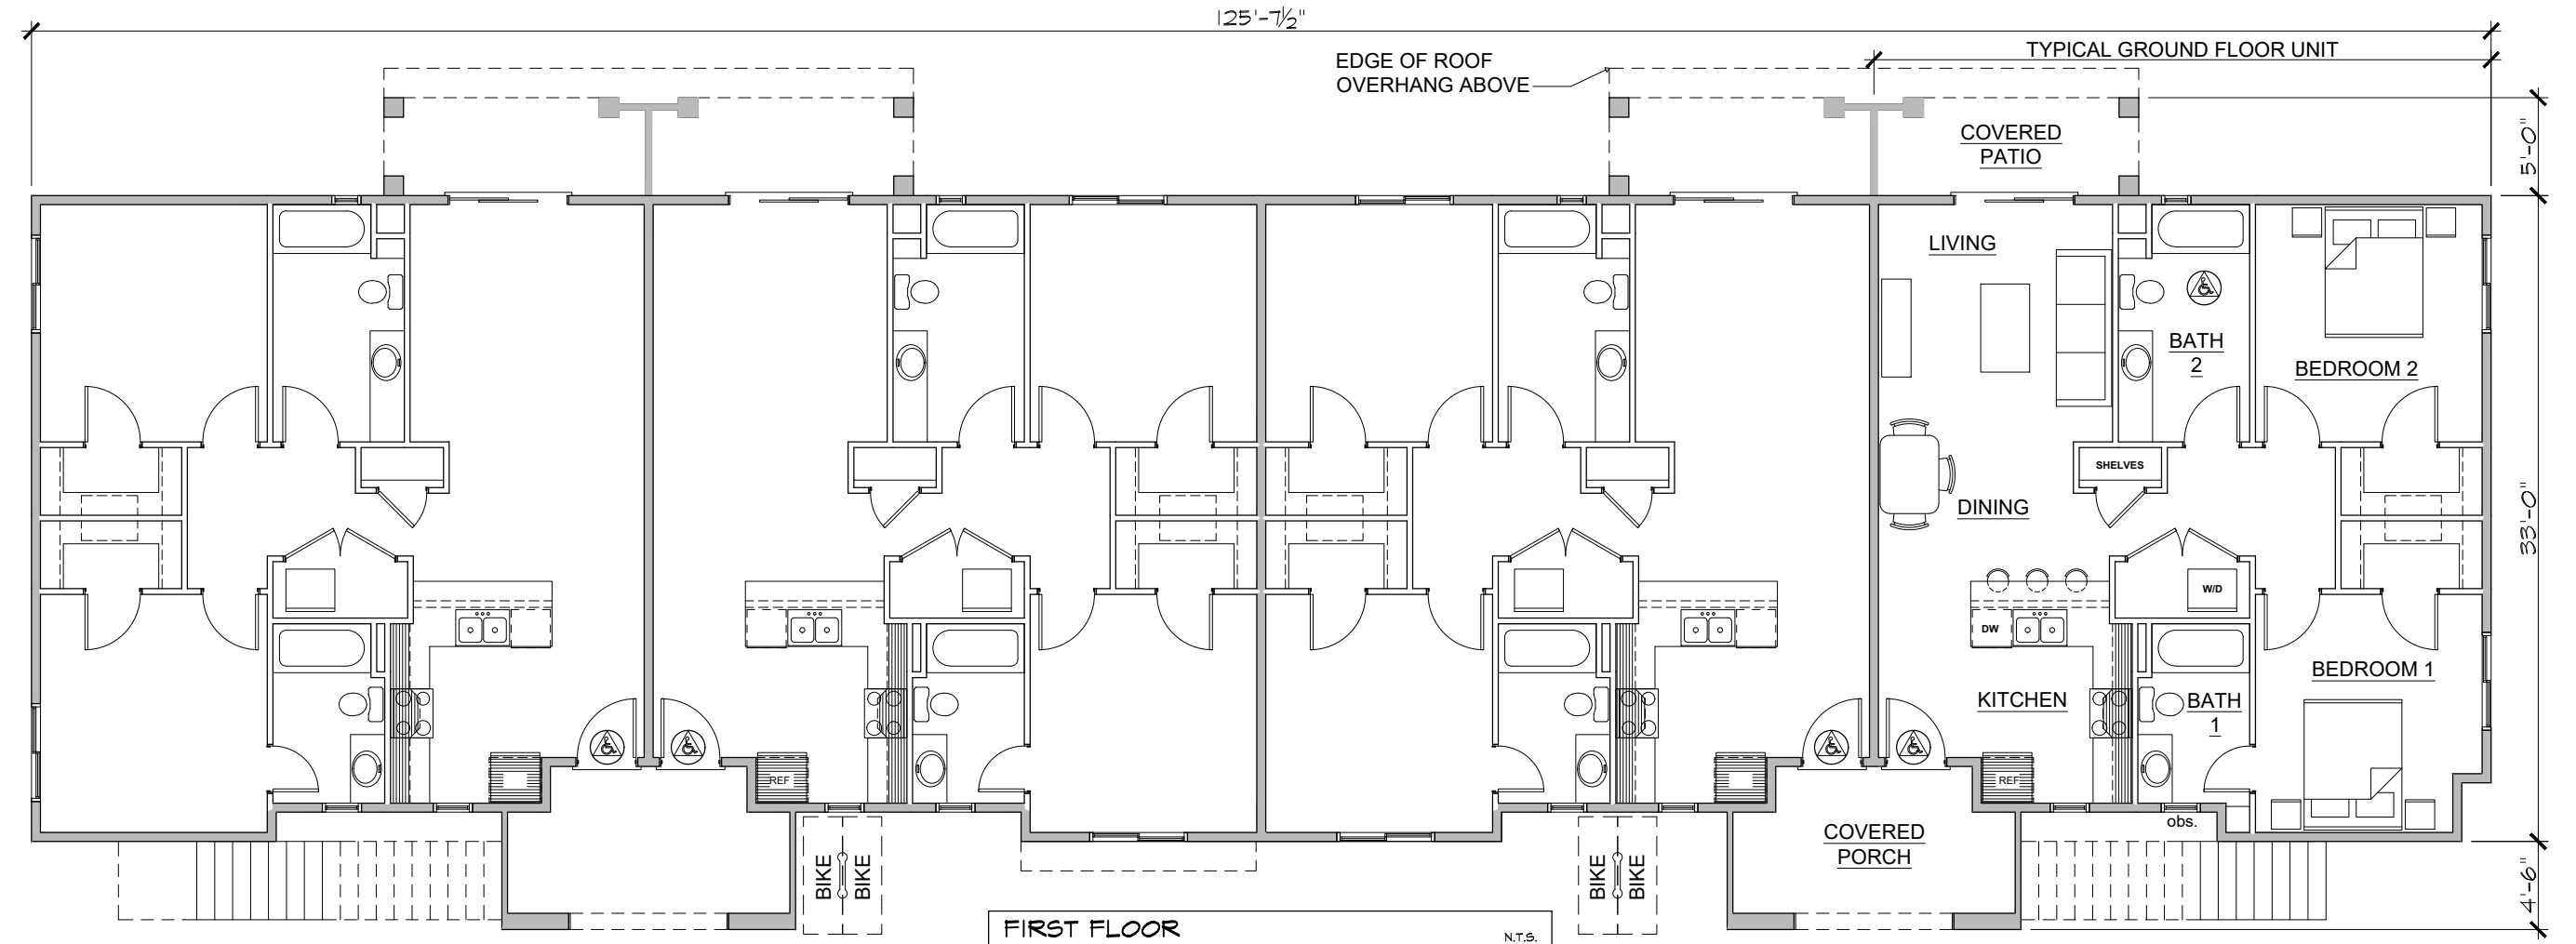 125'-7½"
EDGE OF ROOF
OVERHANG ABOVE
TYPICAL GROUND FLOOR UNIT
COVERED
PATIO
5'-0"
LIVING
BATH
2
BEDROOM 2
SHELVES
DINING
33'-0"
W/D
DW
BEDROOM 1
KITCHEN
BATH
1
REF
REF
obs.
COVERED
PORCH
BIKE
BIKE
BIKE
BIKE
4'-6"
FIRST FLOOR
N.T.S.